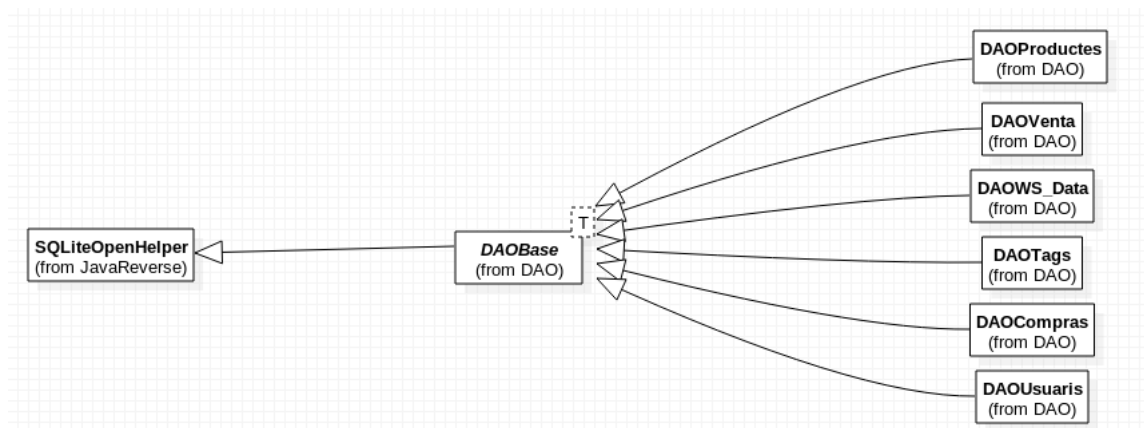 SQLiteOpenHelper
(from JavaReverse)
T
DAOBase
(from DAO)
DAOProductes
(from DAO)
DAOVenta
(from DAO)
DAOWS_Data
(from DAO)
DAOTags
(from DAO)
DAOCompras
(from DAO)
DAOUsuaris
(from DAO)